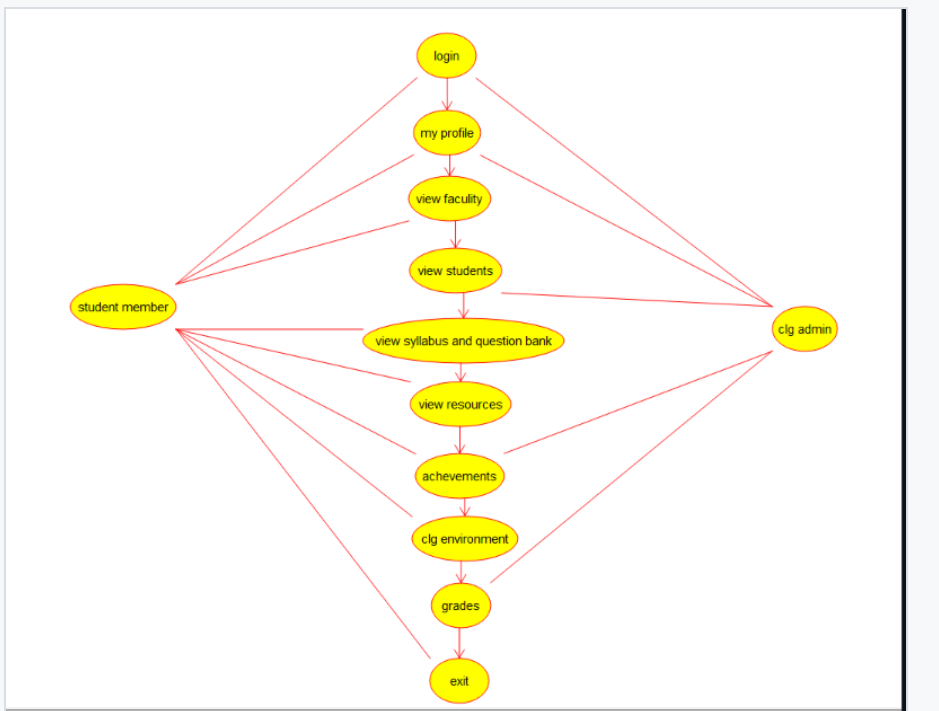 login
my profile
view faculity
view students
student member
clg admin
view syllabus and question bank
view resources
achevements
clg environment
grades
exit